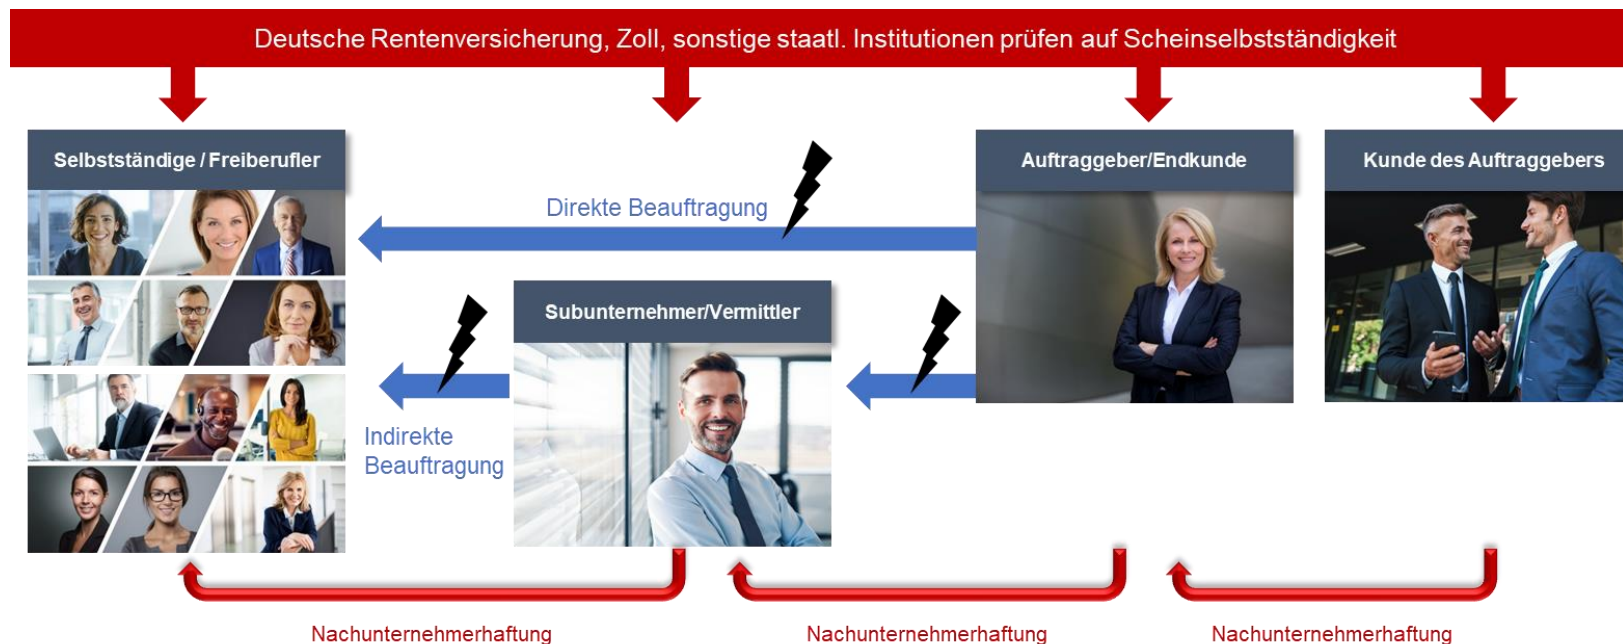 Deutsche Rentenversicherung, Zoll, sonstige staatl. Institutionen prüfen auf Scheinselbstständigkeit
Selbstständige / Freiberufler
Auftraggeber/Endkunde
Kunde des Auftraggebers
Direkte Beauftragung
Subunternehmer/Vermittler
Indirekte
Beauftragung
Nachunternehmerhaftung
Nachunternehmerhaftung
Nachunternehmerhaftung